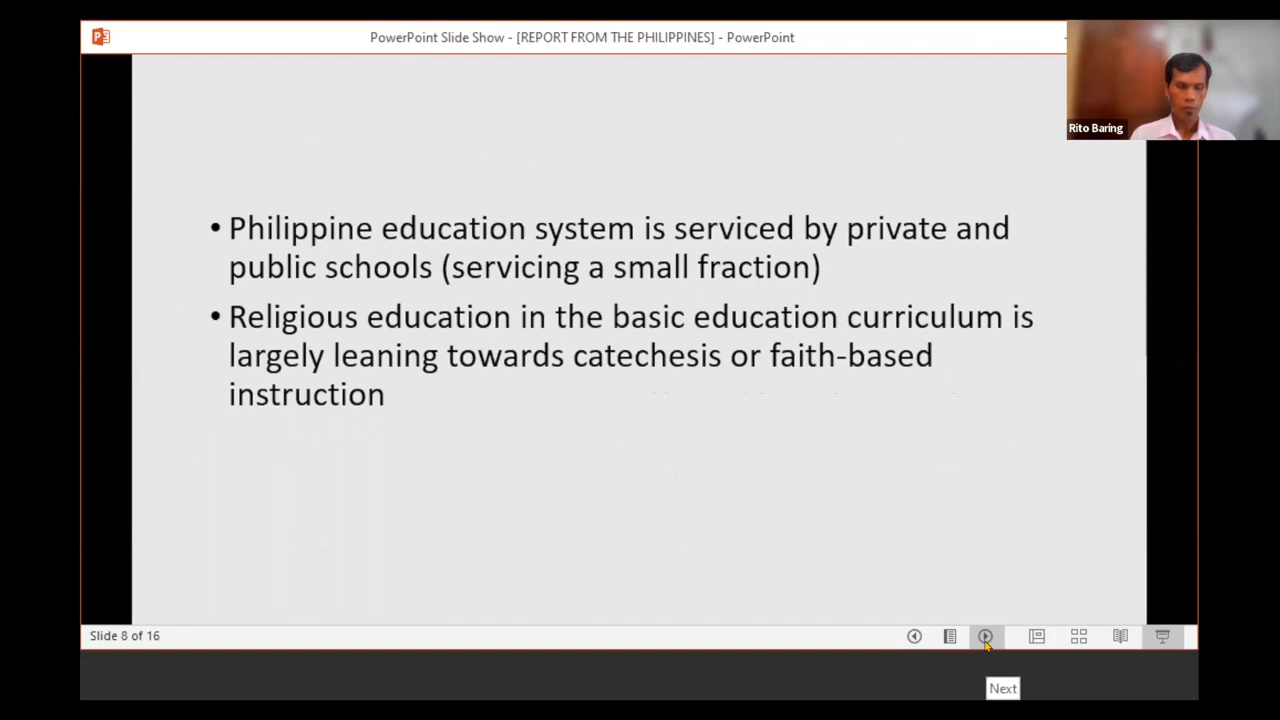 PowerPoint Slide Show - [REPORT FROM THE PHILIPPINES] - PowerPoint
Rito Baring
• Philippine education system is serviced by private and
public schools (servicing a small fraction)
• Religious education in the basic education curriculum is
largely leaning towards catechesis or faith-based
instruction
Slide 8 of 16
Next